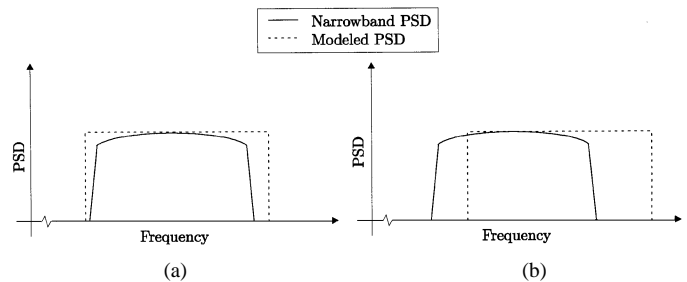 Narrowband PSD
Modeled PSD
PSD
Frequency
(a)
PSD
Frequency
(b)